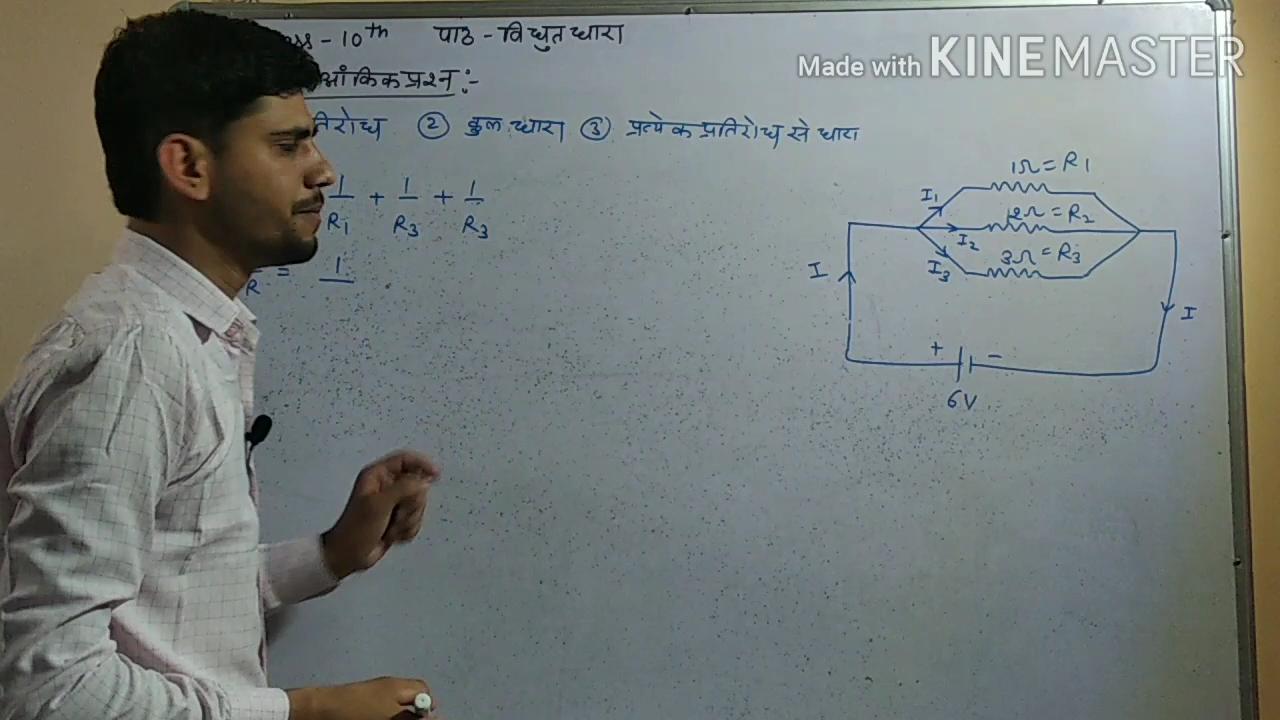 Made with KINEMASTER
- 10th पाठ - विधुत धारा
आँकिक प्रश्न :-
② कुल धारा ③ प्रत्येक प्रतिरोध से धारा
1/R1 + 1/R3 + 1/R3
1/R = 1
1Ω = R1
I1
Ω = R2
I2
3Ω = R3
I3
I
I
+ -
6V